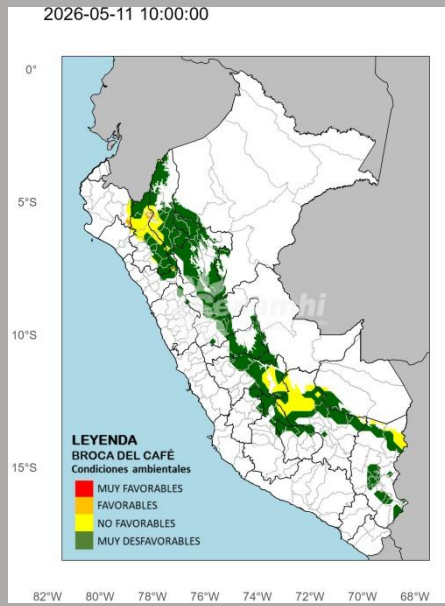 2026-05-11 10:00:00
0°
5°S
10°S
15°S
Senamhi
LEYENDA
BROCA DEL CAFÉ
Condiciones ambientales
MUY FAVORABLES
FAVORABLES
NO FAVORABLES
MUY DESFAVORABLES
82°W 80°W 78°W 76°W 74°W 72°W 70°W 68°W